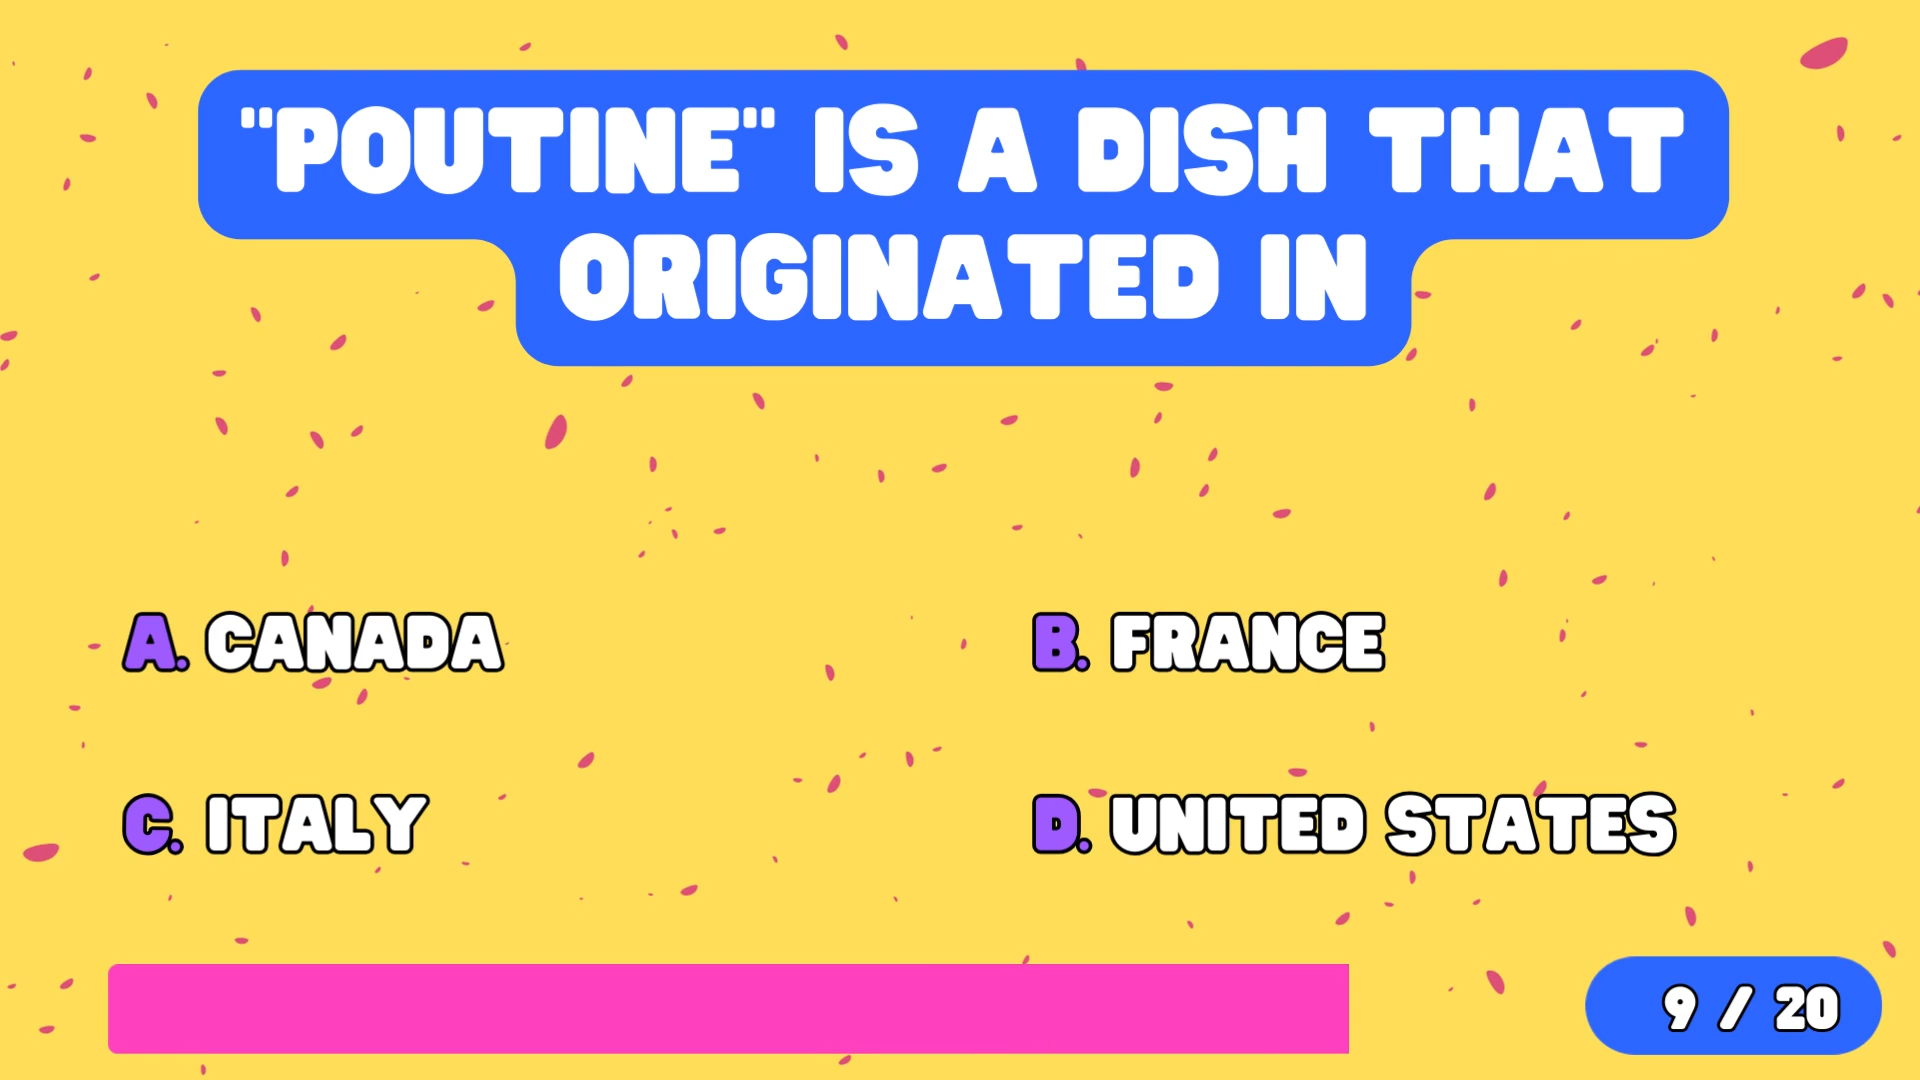 "POUTINE" IS A DISH THAT
ORIGINATED IN
A. CANADA
B. FRANCE
C. ITALY
D. UNITED STATES
9 / 20